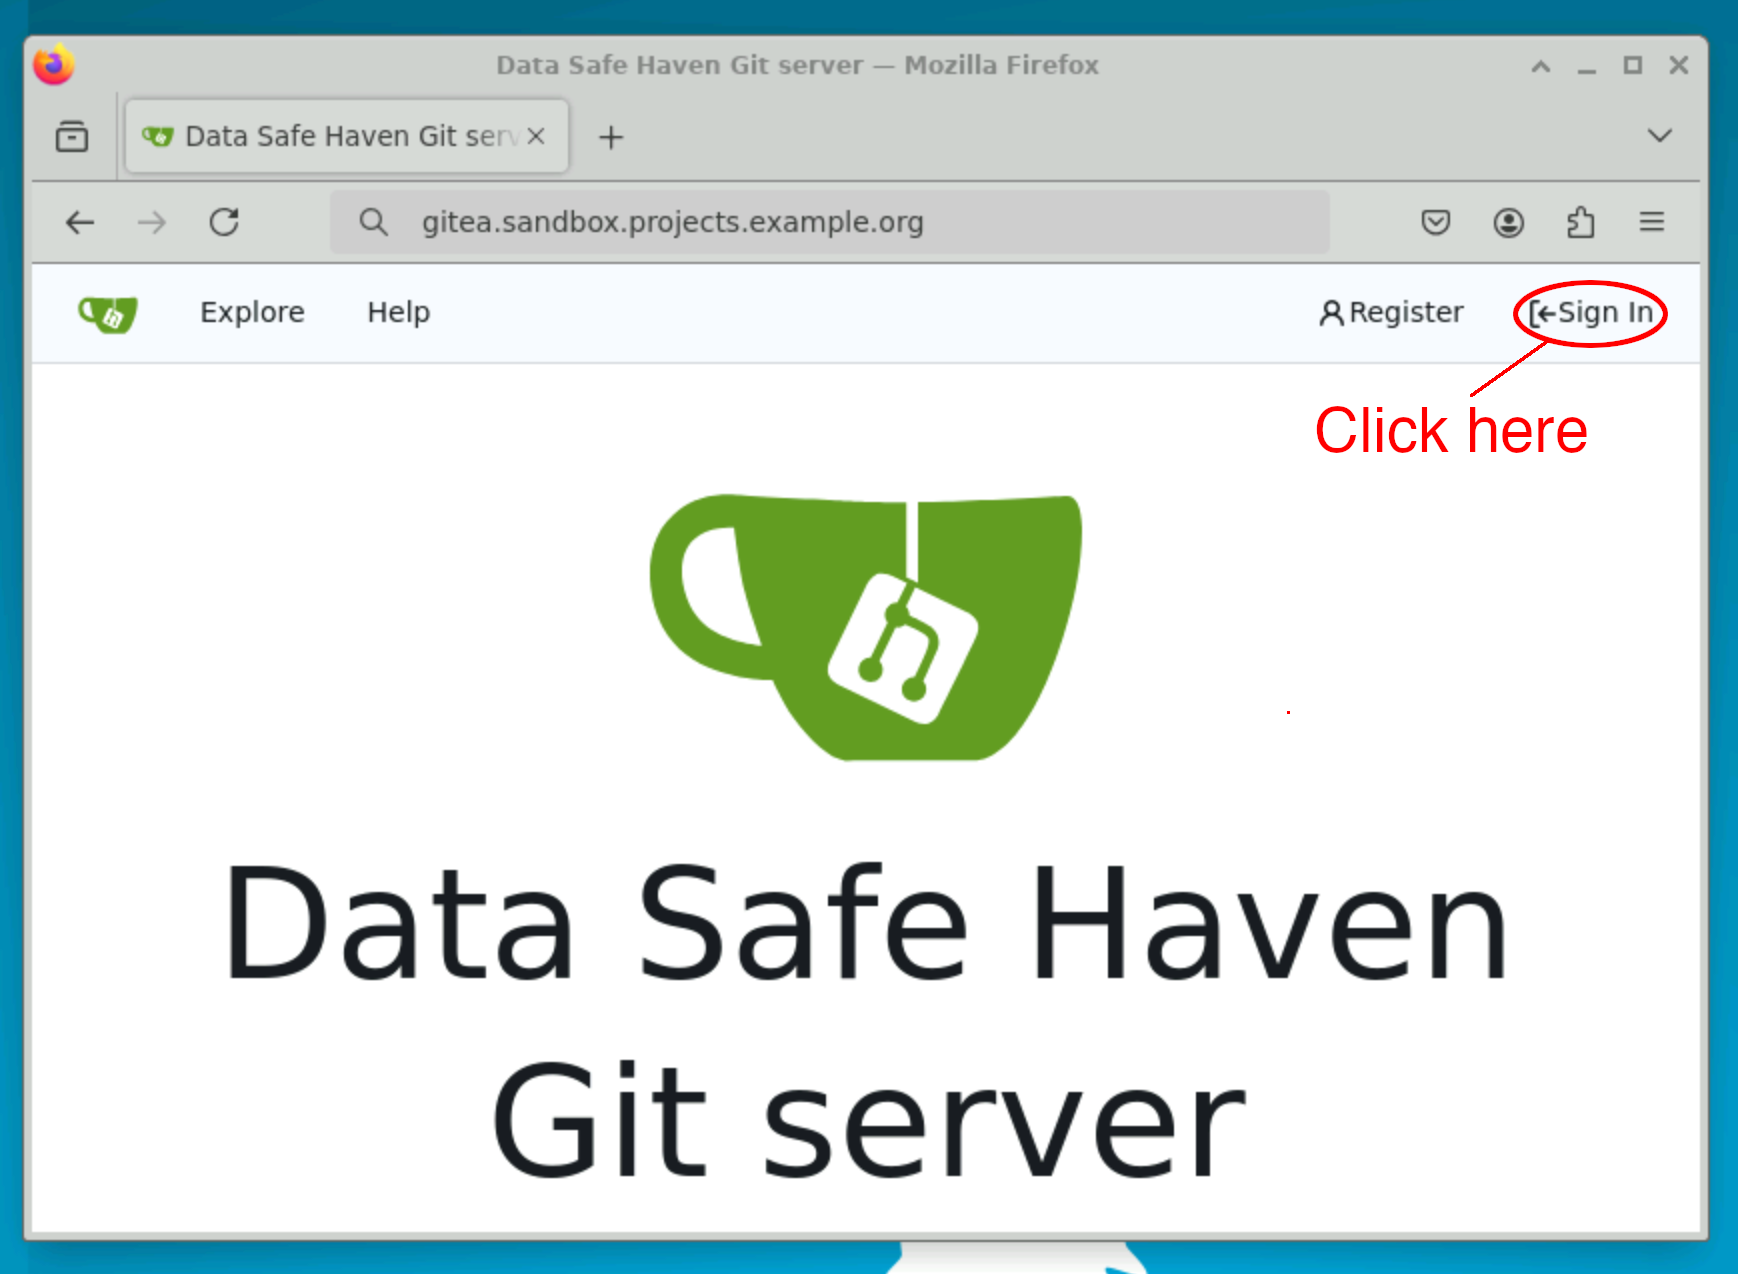 Data Safe Haven Git server — Mozilla Firefox
Data Safe Haven Git serv
gitea.sandbox.projects.example.org
Explore Help Register Sign In
Click here
Data Safe Haven
Git server